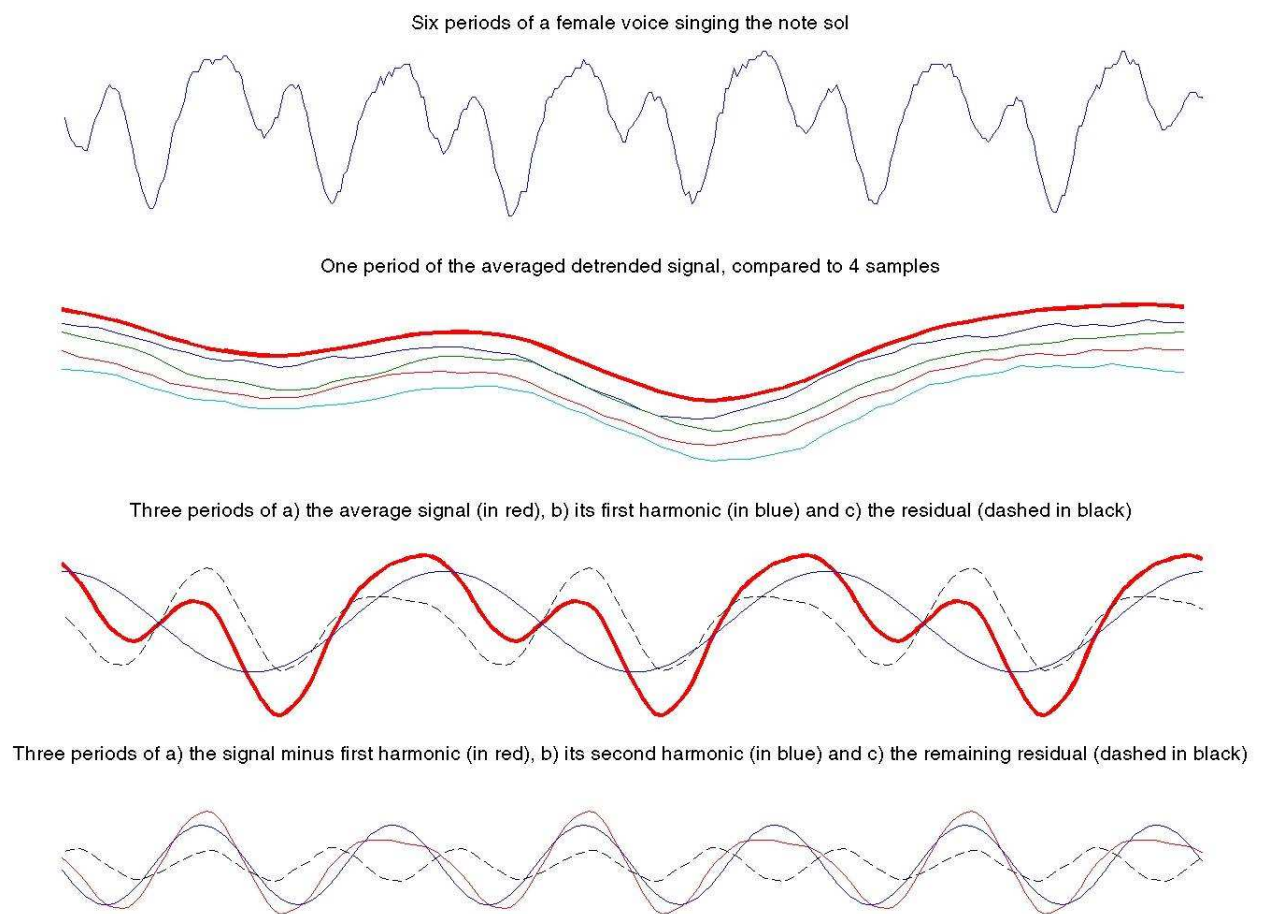 Six periods of a female voice singing the note sol
One period of the averaged detrended signal, compared to 4 samples
Three periods of a) the average signal (in red), b) its first harmonic (in blue) and c) the residual (dashed in black)
Three periods of a) the signal minus first harmonic (in red), b) its second harmonic (in blue) and c) the remaining residual (dashed in black)